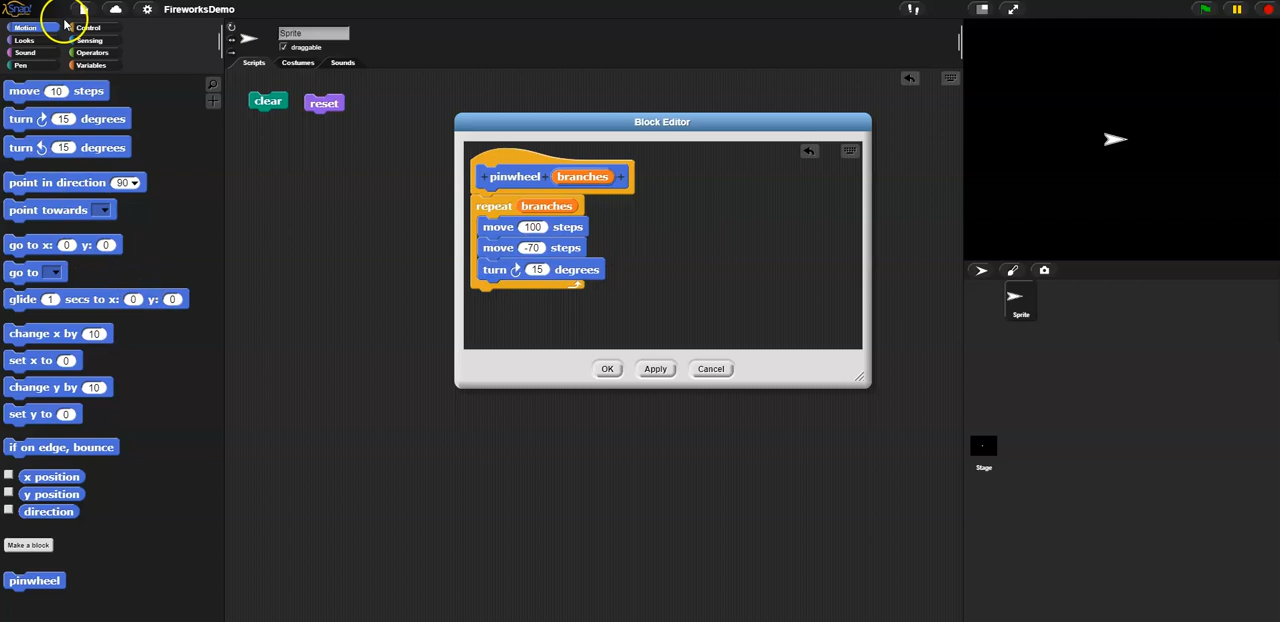 Snap! FireworksDemo
Motion Control
Looks Sensing
Sound Operators
Pen Variables
move 10 steps
turn 15 degrees
turn 15 degrees
point in direction 90
point towards
go to x: 0 y: 0
go to
glide 1 secs to x: 0 y: 0
change x by 10
set x to 0
change y by 10
set y to 0
if on edge, bounce
x position
y position
direction
Make a block
pinwheel
Sprite
draggable
Scripts Costumes Sounds
clear reset
Block Editor
+ pinwheel + branches +
repeat branches
move 100 steps
move -70 steps
turn 15 degrees
OK Apply Cancel
Sprite
Stage